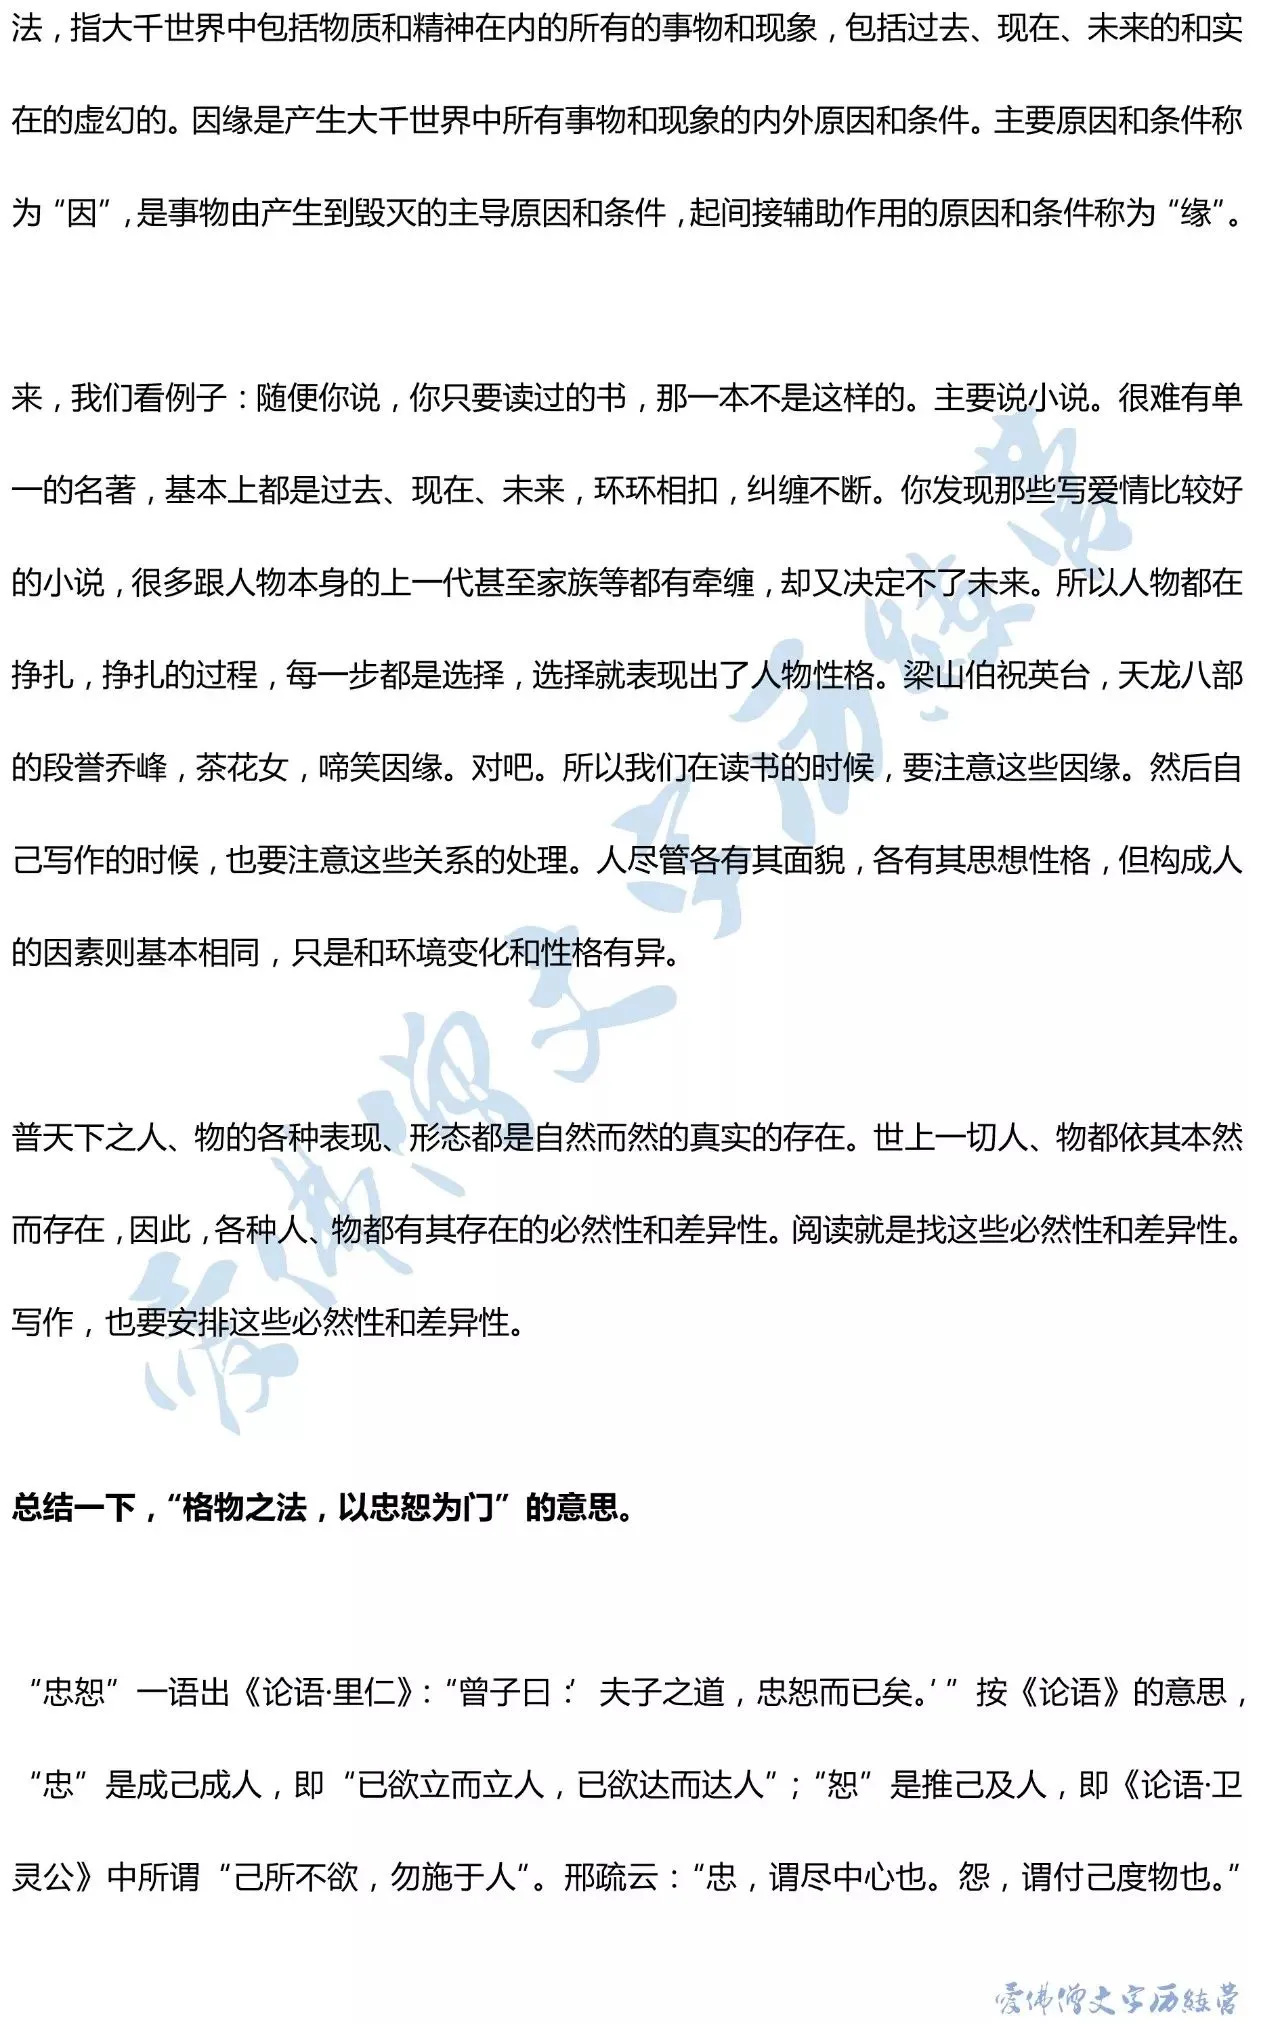 法，指大千世界中包括物质和精神在内的所有的事物和现象，包括过去、现在、未来的和实
在的虚幻的。因缘是产生大千世界中所有事物和现象的内外原因和条件。主要原因和条件称
为“因”，是事物由产生到毁灭的主导原因和条件，起间接辅助作用的原因和条件称为“缘”。
来，我们看例子：随便你说，你只要读过的书，那一本不是这样的。主要说小说。很难有单
一的名著，基本上都是过去、现在、未来，环环相扣，纠缠不断。你发现那些写爱情比较好
的小说，很多跟人物本身的上一代甚至家族等都有牵缠，却又决定不了未来。所以人物都在
挣扎，挣扎的过程，每一步都是选择，选择就表现出了人物性格。梁山伯祝英台，天龙八部
的段誉乔峰，茶花女，啼笑因缘。对吧。所以我们在读书的时候，要注意这些因缘。然后自
己写作的时候，也要注意这些关系的处理。人尽管各有其面貌，各有其思想性格，但构成人
的因素则基本相同，只是和环境变化和性格有异。
普天下之人、物的各种表现、形态都是自然而然的真实的存在。世上一切人、物都依其本然
而存在，因此，各种人、物都有其存在的必然性和差异性。阅读就是找这些必然性和差异性。
写作，也要安排这些必然性和差异性。
总结一下，“格物之法，以忠恕为门”的意思。
“忠恕”一语出《论语·里仁》：“曾子曰：‘夫子之道，忠恕而已矣。’”按《论语》的意思，
“忠”是成己成人，即“已欲立而立人，已欲达而达人”；“恕”是推己及人，即《论语·卫
灵公》中所谓“己所不欲，勿施于人“。邢疏云：“忠，谓尽中心也。怨，谓付己度物也。”
爱佛僧文字历练营